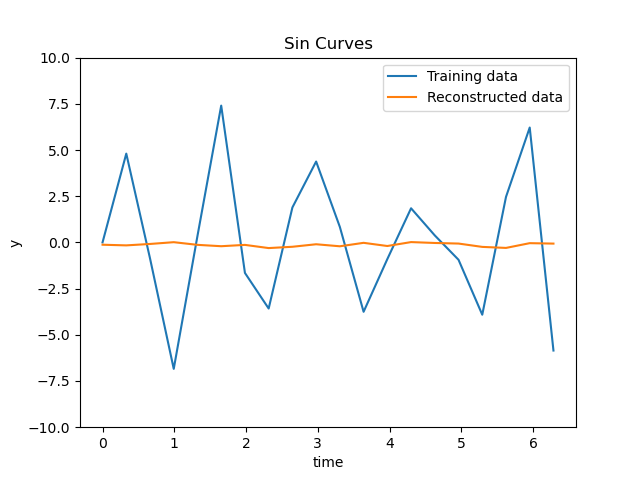 Sin Curves
Training data
Reconstructed data
10.0
7.5
5.0
2.5
0.0
−2.5
−5.0
−7.5
−10.0
y
0 1 2 3 4 5 6
time